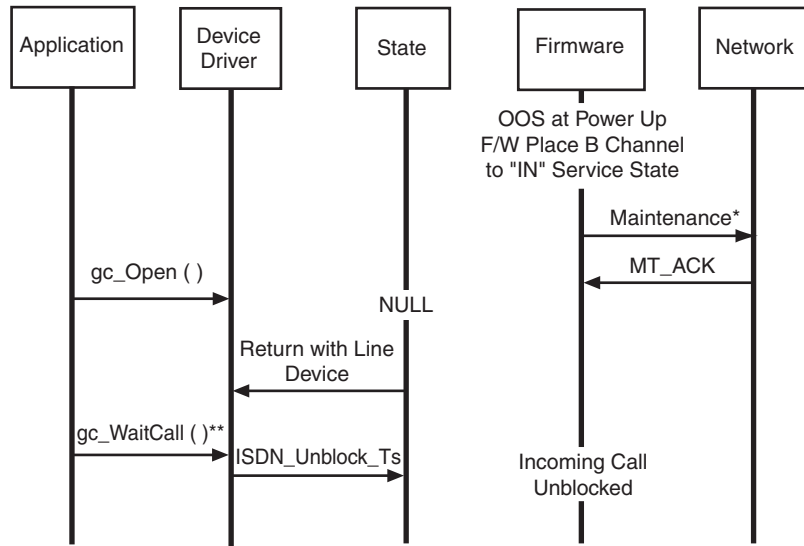 Application
Device
Driver
State
Firmware
Network
OOS at Power Up
F/W Place B Channel
to "IN" Service State
Maintenance*
MT_ACK
gc_Open ( )
NULL
Return with Line
Device
gc_WaitCall ( )**
ISDN_Unblock_Ts
Incoming Call
Unblocked